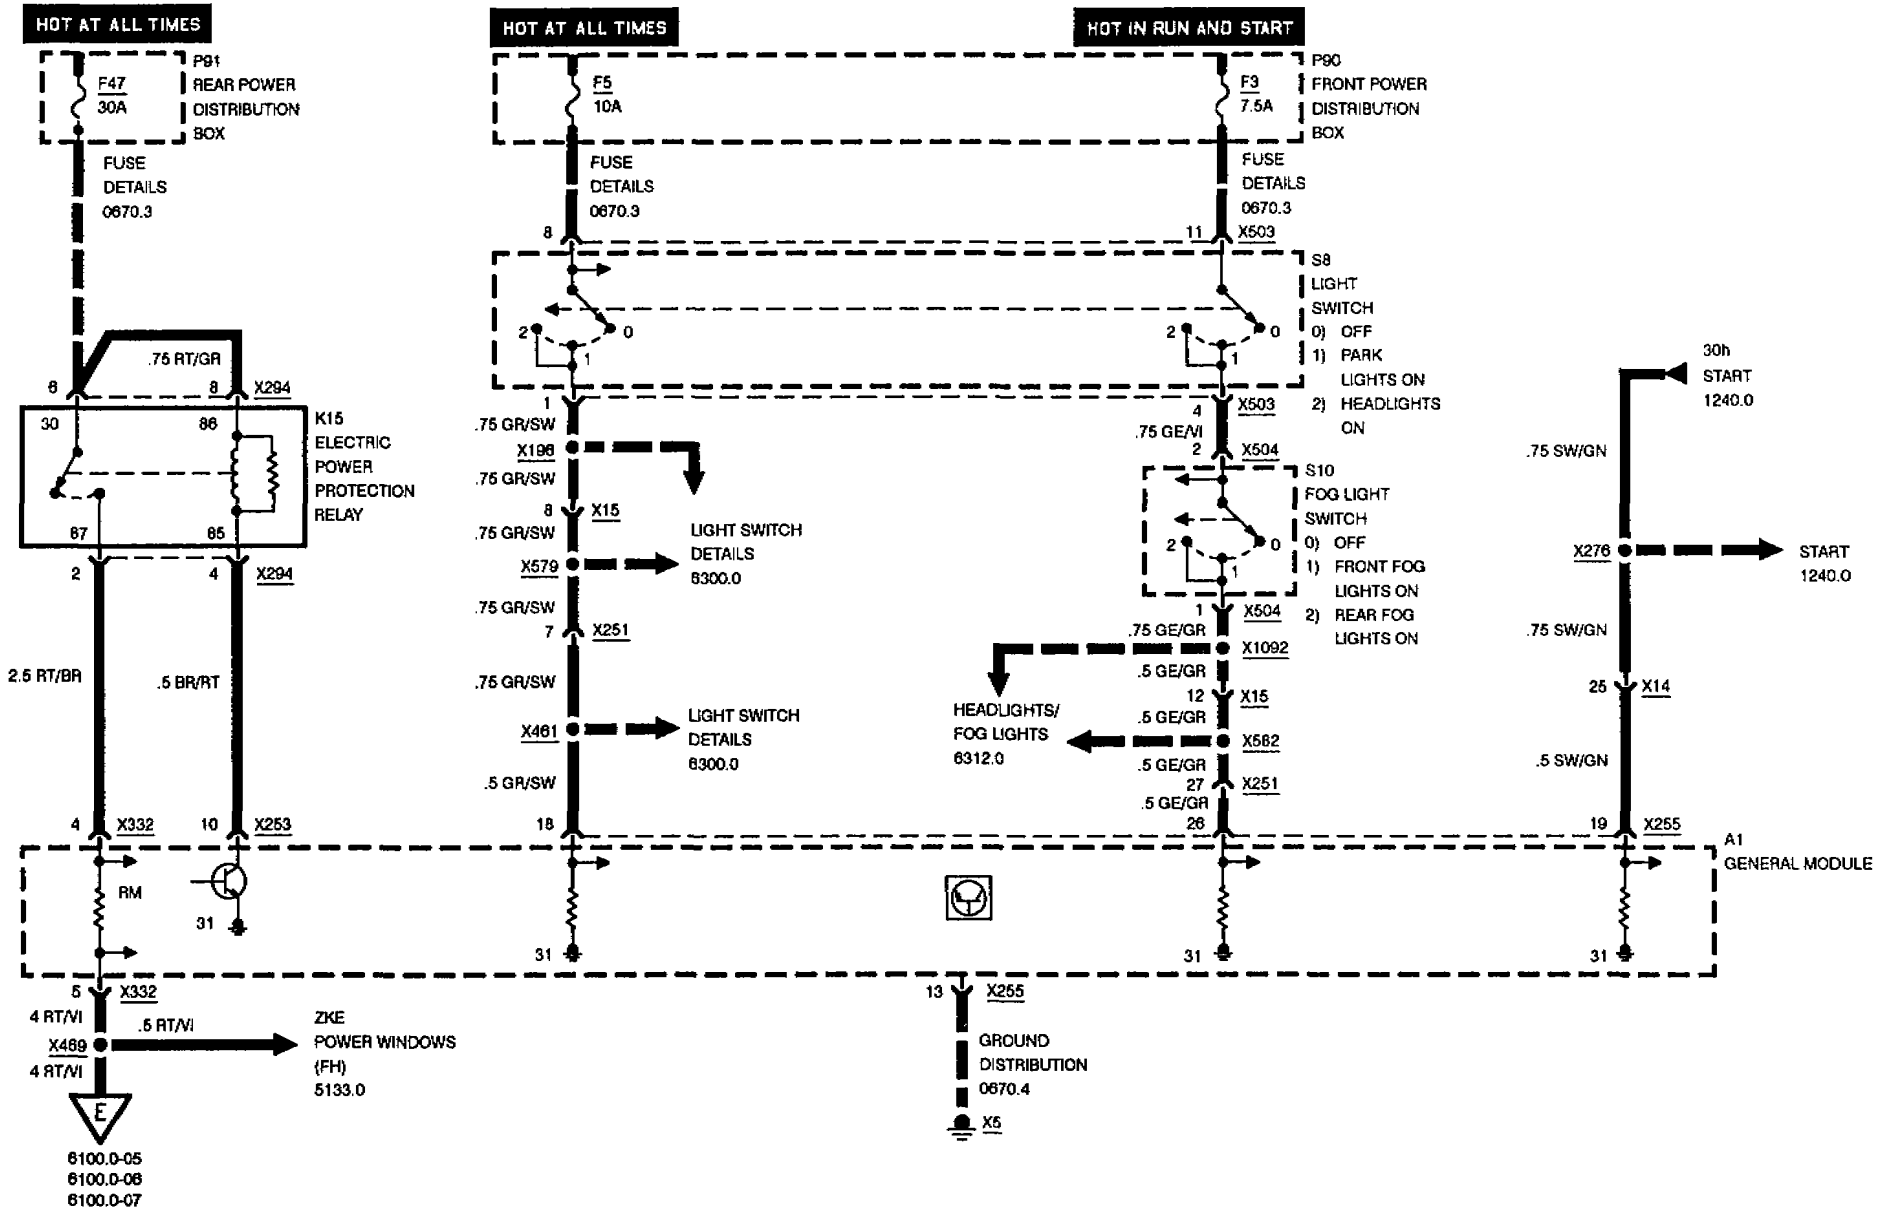 HOT AT ALL TIMES
HOT AT ALL TIMES
HOT IN RUN AND START
F47
30A
P91
REAR POWER
DISTRIBUTION
BOX
FUSE
DETAILS
0670.3
F5
10A
FUSE
DETAILS
0670.3
F3
7.5A
P90
FRONT POWER
DISTRIBUTION
BOX
FUSE
DETAILS
0670.3
8
11
X503
S8
LIGHT
SWITCH
0) OFF
1) PARK
LIGHTS ON
2) HEADLIGHTS
ON
2
0
1
2
0
1
.75 RT/GR
6
8
X294
30
86
K15
ELECTRIC
POWER
PROTECTION
RELAY
87
85
2
4
X294
2.5 RT/BR
.5 BR/RT
4
X332
10
X253
1
.75 GR/SW
X196
.75 GR/SW
8
X15
.75 GR/SW
X579
.75 GR/SW
7
X251
.75 GR/SW
X461
.5 GR/SW
18
LIGHT SWITCH
DETAILS
6300.0
LIGHT SWITCH
DETAILS
6300.0
4
X503
.75 GE/VI
2
X504
S10
FOG LIGHT
SWITCH
0) OFF
1) FRONT FOG
LIGHTS ON
2) REAR FOG
LIGHTS ON
2
0
1
1
X504
.75 GE/GR
X1092
.5 GE/GR
12
X15
.5 GE/GR
X582
.5 GE/GR
27
X251
.5 GE/GR
26
HEADLIGHTS/
FOG LIGHTS
6312.0
30h
START
1240.0
.75 SW/GN
X276
START
1240.0
.75 SW/GN
25
X14
.5 SW/GN
19
X255
A1
GENERAL MODULE
RM
31
31
31
31
5
X332
4 RT/VI
.5 RT/VI
X469
4 RT/VI
ZKE
POWER WINDOWS
(FH)
5133.0
E
6100.0-05
6100.0-06
6100.0-07
13
X255
GROUND
DISTRIBUTION
0670.4
X5